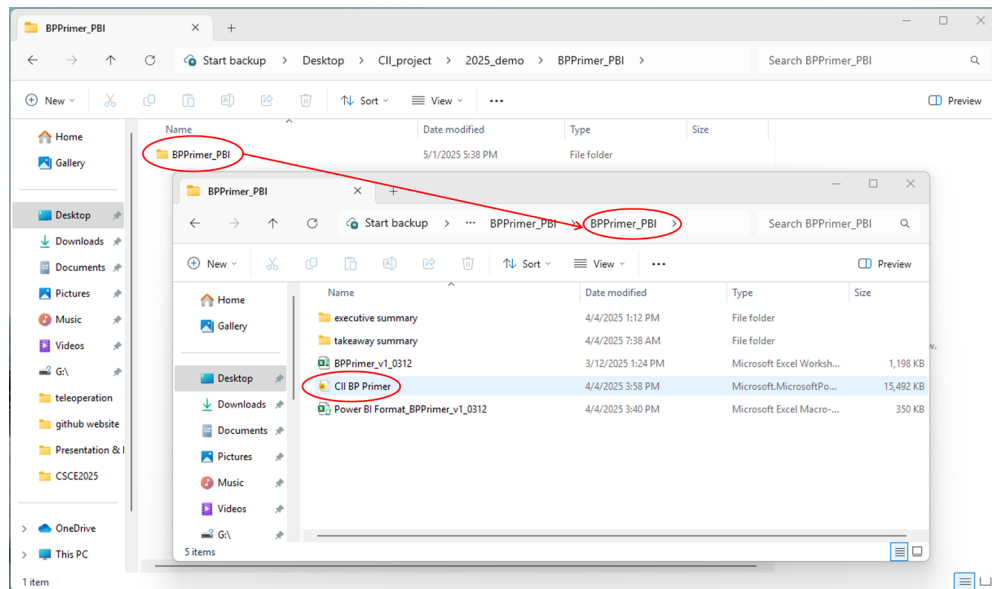 BPPrimer_PBI
Start backup > Desktop > CII_project > 2025_demo > BPPrimer_PBI > Search BPPrimer_PBI
New Sort View ... Preview
Home
Gallery
Desktop
Downloads
Documents
Pictures
Music
Videos
G:\
teleoperation
github website
Presentation &
CSCE2025
OneDrive
This PC
1 item
Name Date modified Type Size
BPPrimer_PBI 5/1/2025 5:38 PM File folder
BPPrimer_PBI
Start backup > ... BPPrimer_PBI > BPPrimer_PBI > Search BPPrimer_PBI
New Sort View ... Preview
Home
Gallery
Desktop
Downloads
Documents
Pictures
Music
Videos
G:\
5 items
Name Date modified Type Size
executive summary 4/4/2025 1:12 PM File folder
takeaway summary 4/4/2025 7:38 AM File folder
BPPrimer_v1_0312 3/12/2025 1:24 PM Microsoft Excel Worksh... 1,198 KB
CII BP Primer 4/4/2025 3:58 PM Microsoft.MicrosoftPo... 15,492 KB
Power BI Format_BPPrimer_v1_0312 4/4/2025 3:40 PM Microsoft Excel Macro-... 350 KB